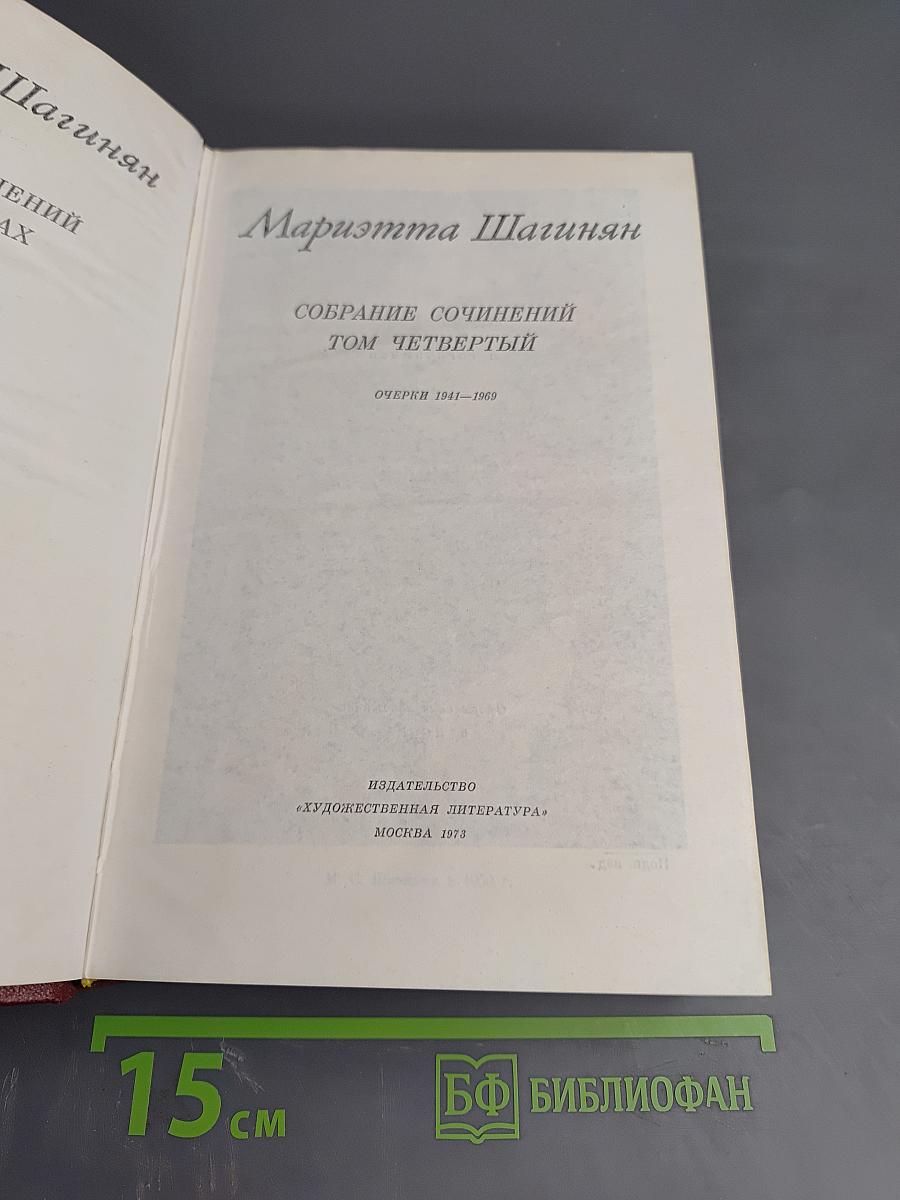 Шагинян
ЧЕНИЙ
АХ
Мариэтта Шагинян
СОБРАНИЕ СОЧИНЕНИЙ
ТОМ ЧЕТВЕРТЫЙ
ОЧЕРКИ 1941—1969
ИЗДАТЕЛЬСТВО
«ХУДОЖЕСТВЕННАЯ ЛИТЕРАТУРА»
МОСКВА 1973
15 см
БФ БИБЛИОФАН